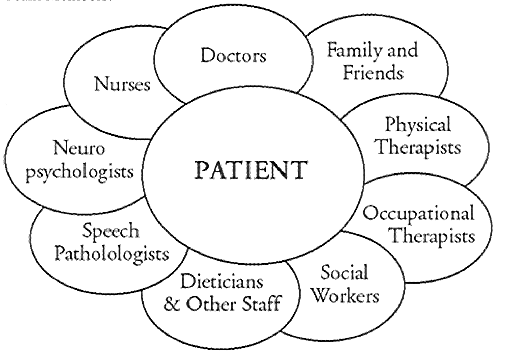 Doctors
Family and
Friends
Nurses
Physical
Therapists
Neuro
psychologists
PATIENT
Occupational
Therapists
Speech
Patholologists
Dieticians
& Other Staff
Social
Workers